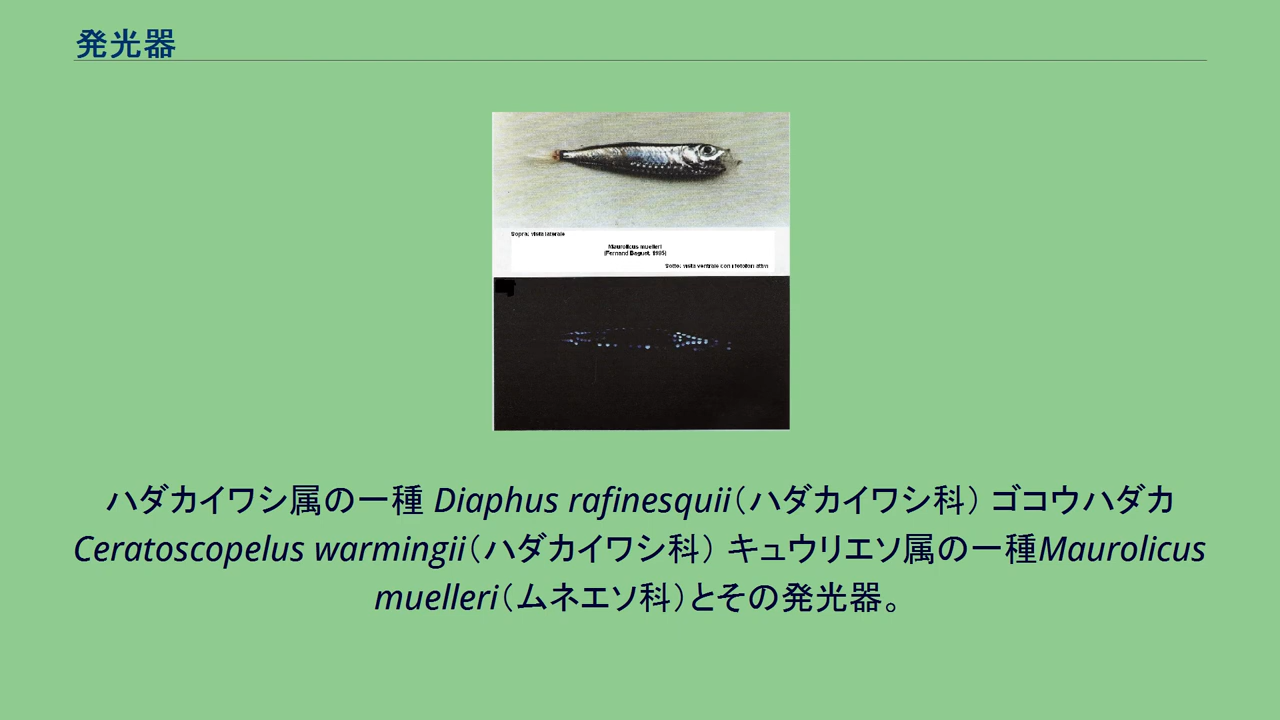 発光器
Sopra: vista laterale
Maurolicus muelleri
(Fernand Baguet, 1995)
Sotto: vista ventrale con i fotofori attivi
ハダカイワシ属の一種 Diaphus rafinesquii（ハダカイワシ科） ゴコウハダカ
Ceratoscopelus warmingii（ハダカイワシ科） キュウリエソ属の一種Maurolicus
muelleri（ムネエソ科）とその発光器。